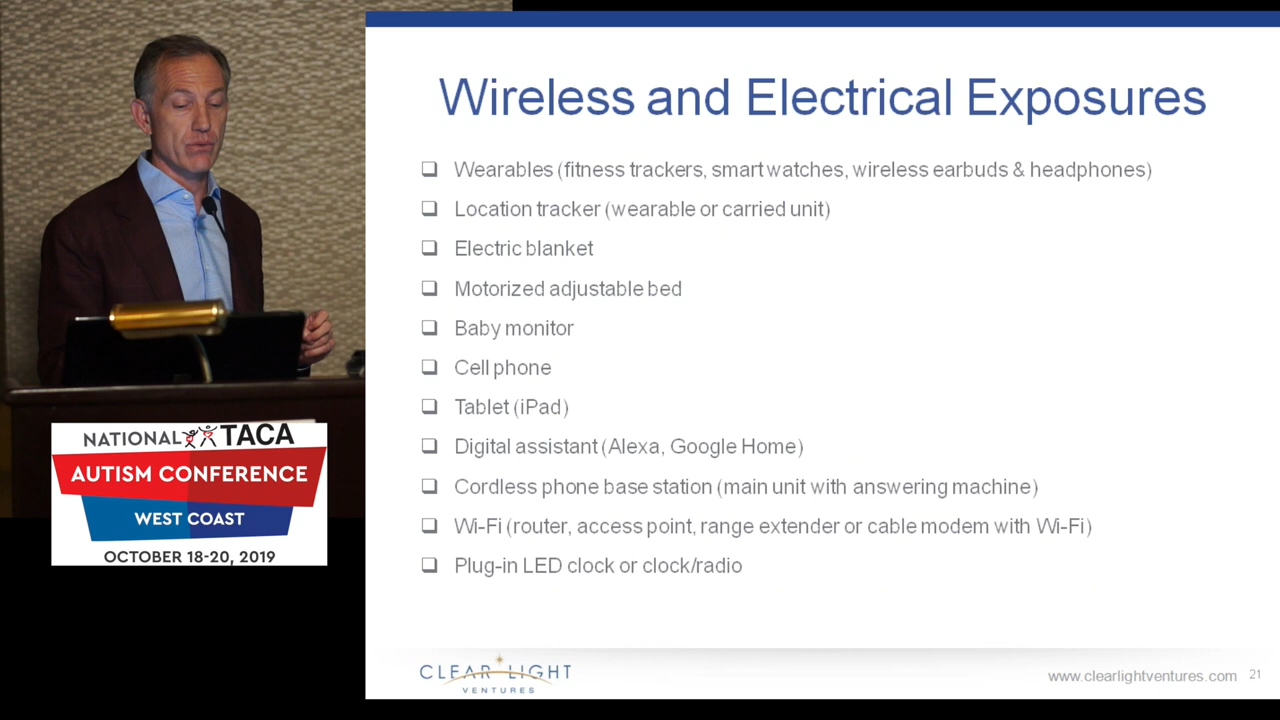 Wireless and Electrical Exposures
❑ Wearables (fitness trackers, smart watches, wireless earbuds & headphones)
❑ Location tracker (wearable or carried unit)
❑ Electric blanket
❑ Motorized adjustable bed
❑ Baby monitor
❑ Cell phone
❑ Tablet (iPad)
❑ Digital assistant (Alexa, Google Home)
❑ Cordless phone base station (main unit with answering machine)
❑ Wi-Fi (router, access point, range extender or cable modem with Wi-Fi)
❑ Plug-in LED clock or clock/radio
NATIONAL TACA
AUTISM CONFERENCE
WEST COAST
OCTOBER 18-20, 2019
CLEAR LIGHT
VENTURES
www.clearlightventures.com 21